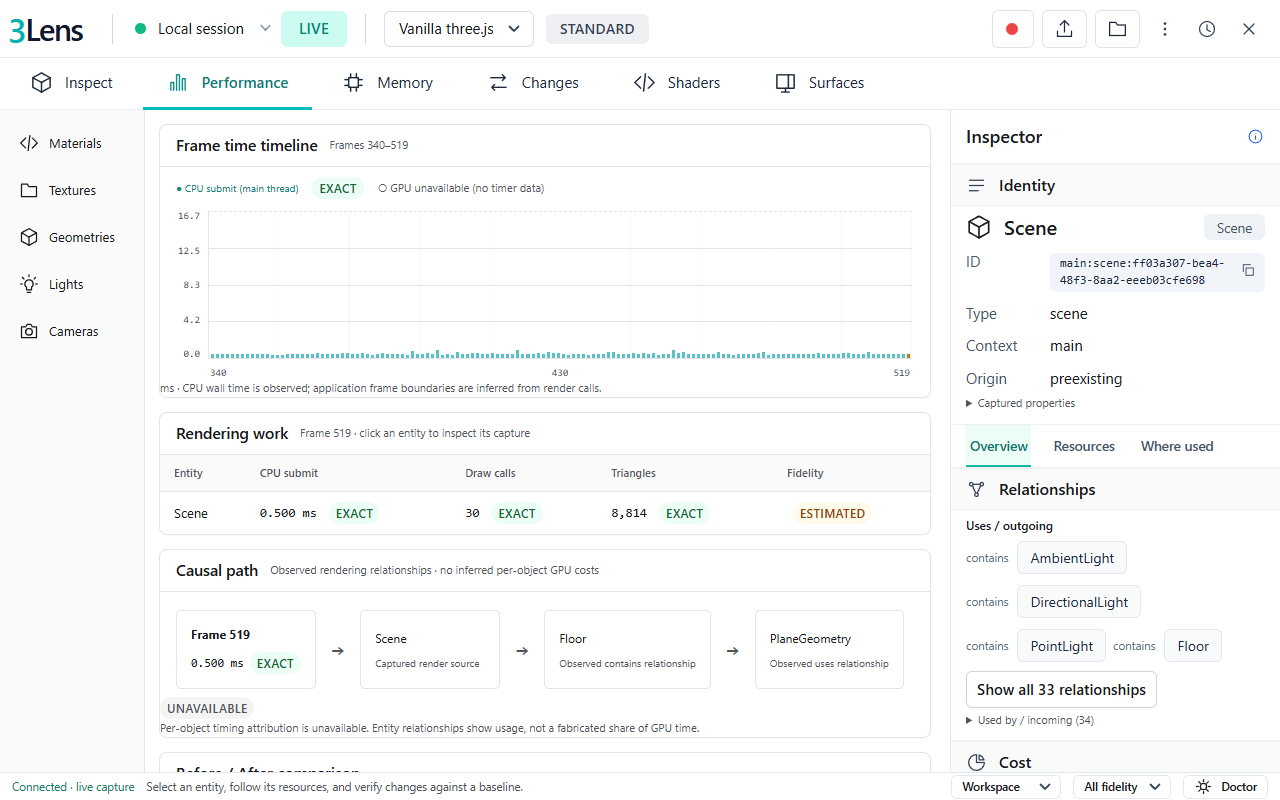 3Lens
Local session
LIVE
Vanilla three.js
STANDARD
Inspect
Performance
Memory
Changes
Shaders
Surfaces
Materials
Textures
Geometries
Lights
Cameras
Frame time timeline Frames 340–519
CPU submit (main thread) EXACT GPU unavailable (no timer data)
16.7
12.5
8.3
4.2
0.0
340 430 519
ms · CPU wall time is observed; application frame boundaries are inferred from render calls.
Rendering work Frame 519 · click an entity to inspect its capture
Entity CPU submit Draw calls Triangles Fidelity
Scene 0.500 ms EXACT 30 EXACT 8,814 EXACT ESTIMATED
Causal path Observed rendering relationships · no inferred per-object GPU costs
Frame 519
0.500 ms EXACT
→
Scene
Captured render source
→
Floor
Observed contains relationship
→
PlaneGeometry
Observed uses relationship
UNAVAILABLE
Per-object timing attribution is unavailable. Entity relationships show usage, not a fabricated share of GPU time.
Before / After comparison
Inspector
Identity
Scene Scene
ID main:scene:ff03a307-bea4-
48f3-8aa2-eeeb03cfe698
Type scene
Context main
Origin preexisting
Captured properties
Overview Resources Where used
Relationships
Uses / outgoing
contains AmbientLight
contains DirectionalLight
contains PointLight contains Floor
Show all 33 relationships
Used by / incoming (34)
Cost
Connected · live capture Select an entity, follow its resources, and verify changes against a baseline.
Workspace All fidelity Doctor